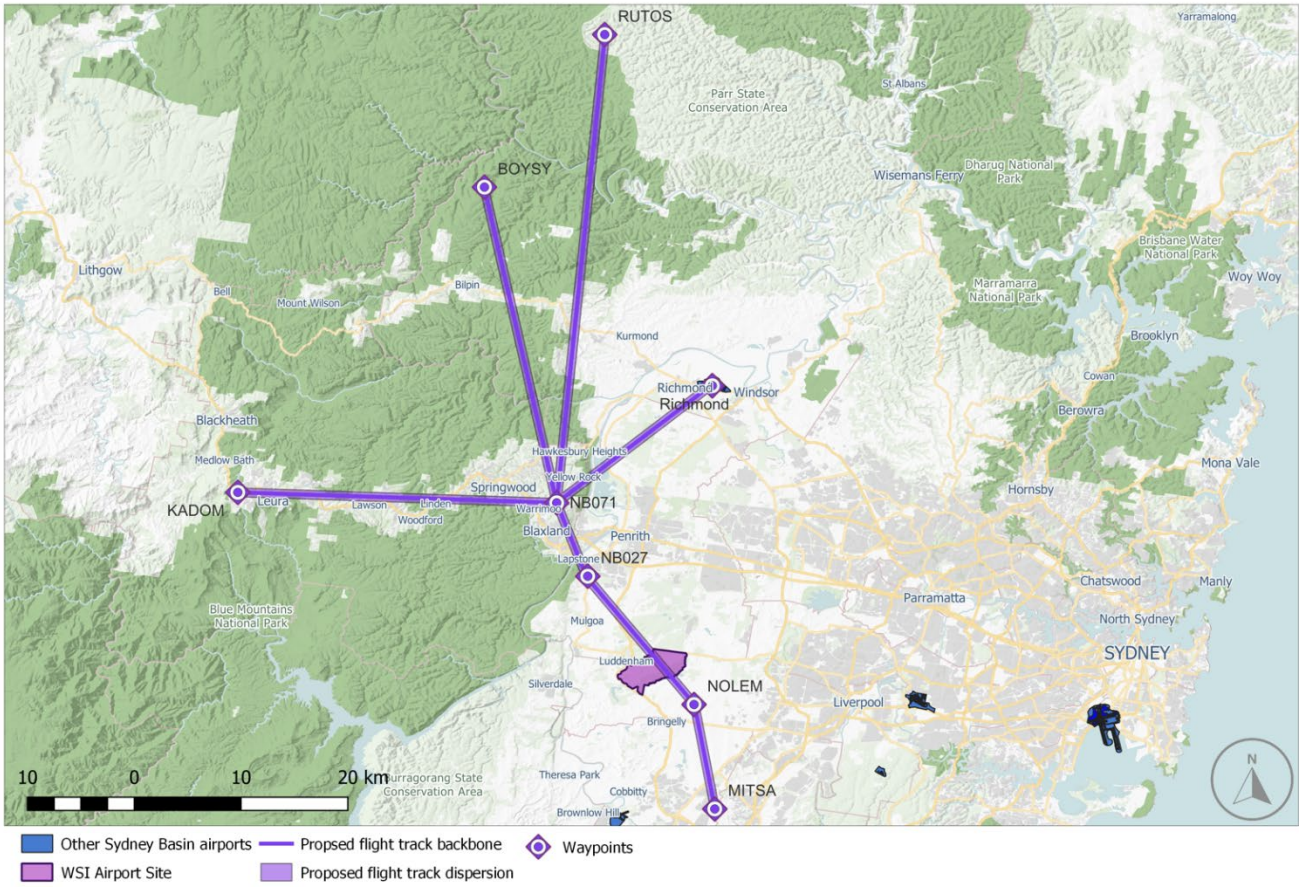 RUTOS
Yarramalong
St Albans
Parr State
Conservation Area
BOYSY
Dharug National
Park
Wisemans Ferry
Brisbane Water
National Park
Lithgow
Bell
Mount Wilson
Bilpin
Woy Woy
Marramarra
National Park
Kurmond
Brooklyn
Cowan
Richmond
Windsor
Richmond
Berowra
Blackheath
Medlow Bath
Hawkesbury Heights
Mona Vale
Yellow Rock
Springwood
Hornsby
KADOM
Leura
Lawson
Linden
Woodford
Warrimoo
NB071
Blaxland
Penrith
Lapstone
NB027
Chatswood
Manly
Parramatta
Blue Mountains
National Park
Mulgoa
North Sydney
SYDNEY
Luddenham
Silverdale
NOLEM
Liverpool
Bringelly
N
10 0 10 20 km
Burragorang State
Conservation Area
Theresa Park
Cobbitty
MITSA
Brownlow Hill
Other Sydney Basin airports
Propsed flight track backbone
Waypoints
WSI Airport Site
Proposed flight track dispersion